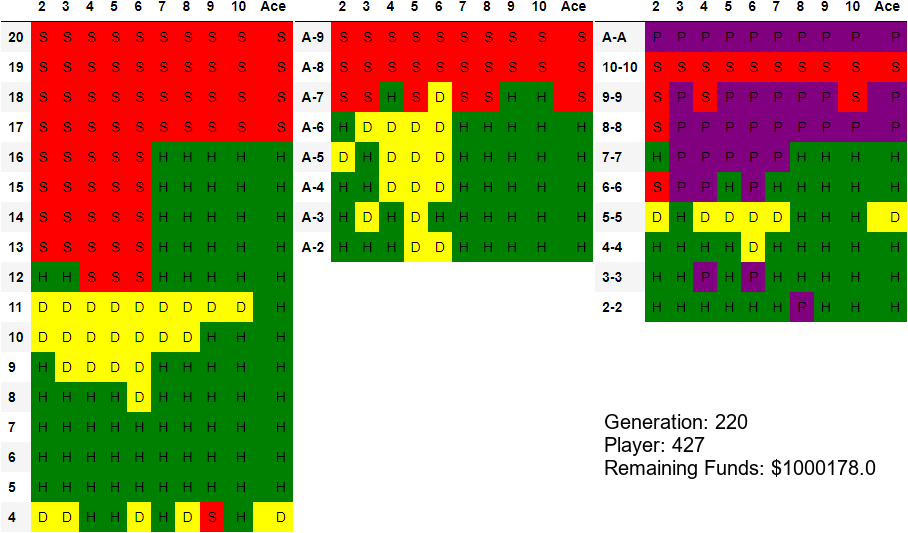 2 3 4 5 6 7 8 9 10 Ace
20 S S S S S S S S S S
19 S S S S S S S S S S
18 S S S S S S S S S S
17 S S S S S S S S S S
16 S S S S S H H H H H
15 S S S S S H H H H H
14 S S S S S H H H H H
13 S S S S S H H H H H
12 H H S S S H H H H H
11 D D D D D D D D D H
10 D D D D D D D H H H
9 H D D D D H H H H H
8 H H H H D H H H H H
7 H H H H H H H H H H
6 H H H H H H H H H H
5 H H H H H H H H H H
4 D D H H D H D S H D
2 3 4 5 6 7 8 9 10 Ace
A-9 S S S S S S S S S S
A-8 S S S S S S S S S S
A-7 S S H S D S S H H S
A-6 H D D D D H H H H H
A-5 D H D D D H H H H H
A-4 H H D D D H H H H H
A-3 H D H D H H H H H H
A-2 H H H D D H H H H H
2 3 4 5 6 7 8 9 10 Ace
A-A P P P P P P P P P P
10-10 S S S S S S S S S S
9-9 S P S P P P P P S P
8-8 S P P P P P P P P P
7-7 H P P P P P H H H H
6-6 S P P H P H H H H H
5-5 D H D D D D H H H D
4-4 H H H H D H H H H H
3-3 H H P H P H H H H H
2-2 H H H H H H P H H H
Generation: 220
Player: 427
Remaining Funds: $1000178.0